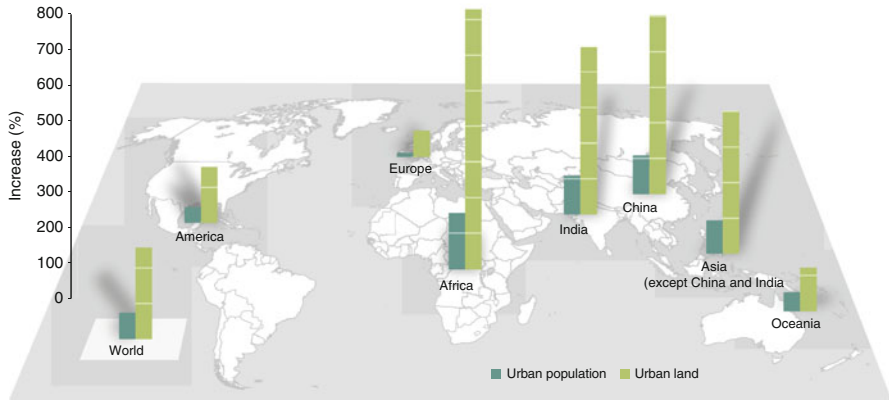 800
700
600
500
400
300
200
100
0
Increase (%)
Europe
America
Africa
India
China
Asia
(except China and India
Oceania
World
Urban population
Urban land